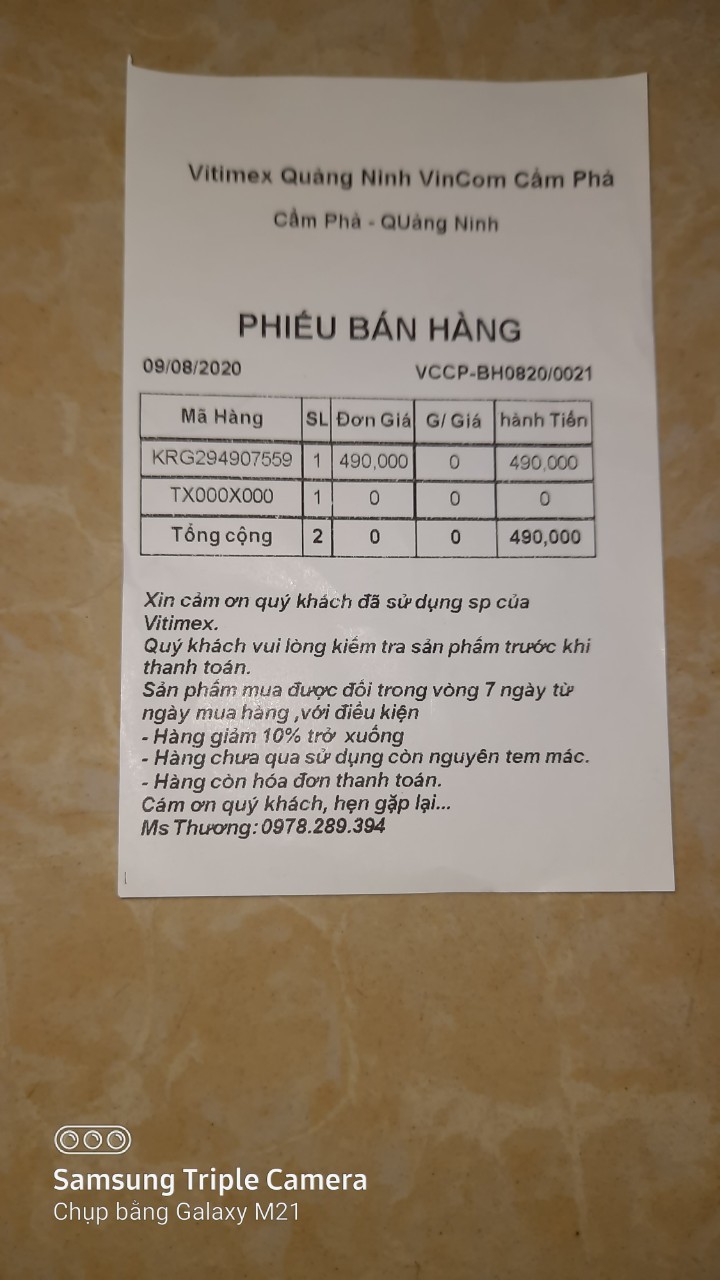 Vitimex Quảng Ninh VinCom Cẩm Phả
Cẩm Phả - QUảng Ninh
PHIẾU BÁN HÀNG
09/08/2020 VCCP-BH0820/0021
Mã Hàng SL Đơn Giá G/ Giá hành Tiền
KRG294907559 1 490,000 0 490,000
TX000X000 1 0 0 0
Tổng cộng 2 0 0 490,000
Xin cảm ơn quý khách đã sử dụng sp của
Vitimex.
Quý khách vui lòng kiểm tra sản phẩm trước khi
thanh toán.
Sản phẩm mua được đổi trong vòng 7 ngày từ
ngày mua hàng ,với điều kiện
- Hàng giảm 10% trở xuống
- Hàng chưa qua sử dụng còn nguyên tem mác.
- Hàng còn hóa đơn thanh toán.
Cám ơn quý khách, hẹn gặp lại...
Ms Thương: 0978.289.394
Samsung Triple Camera
Chụp bằng Galaxy M21